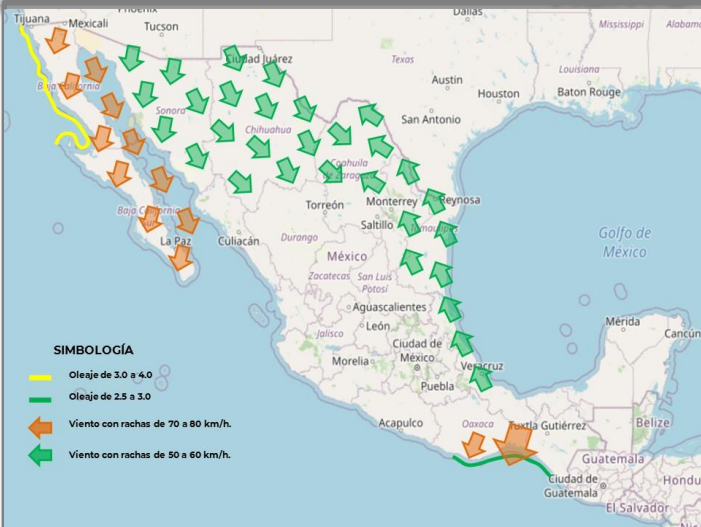 Phoenix
Dallas
Tijuana
Mexicali
Tucson
Mississippi
Alabama
Ciudad Juárez
Texas
Louisiana
Baja California
Austin
Houston
Baton Rouge
Sonora
San Antonio
Chihuahua
Coahuila
de Zaragoza
Torreón
Monterrey
Reynosa
Baja California
Saltillo
Tamaulipas
La Paz
Culiacán
Durango
Golfo de
México
México
Zacatecas
San Luis
Potosí
Aguascalientes
León
Jalisco
Mérida
Cancún
Ciudad de
México
Morelia
Veracruz
Puebla
SIMBOLOGÍA
Oleaje de 3.0 a 4.0
Oleaje de 2.5 a 3.0
Viento con rachas de 70 a 80 km/h.
Viento con rachas de 50 a 60 km/h.
Acapulco
Oaxaca
Tuxtla Gutiérrez
Belize
Guatemala
Ciudad de
Guatemala
Hondu
El Salvador
Nic